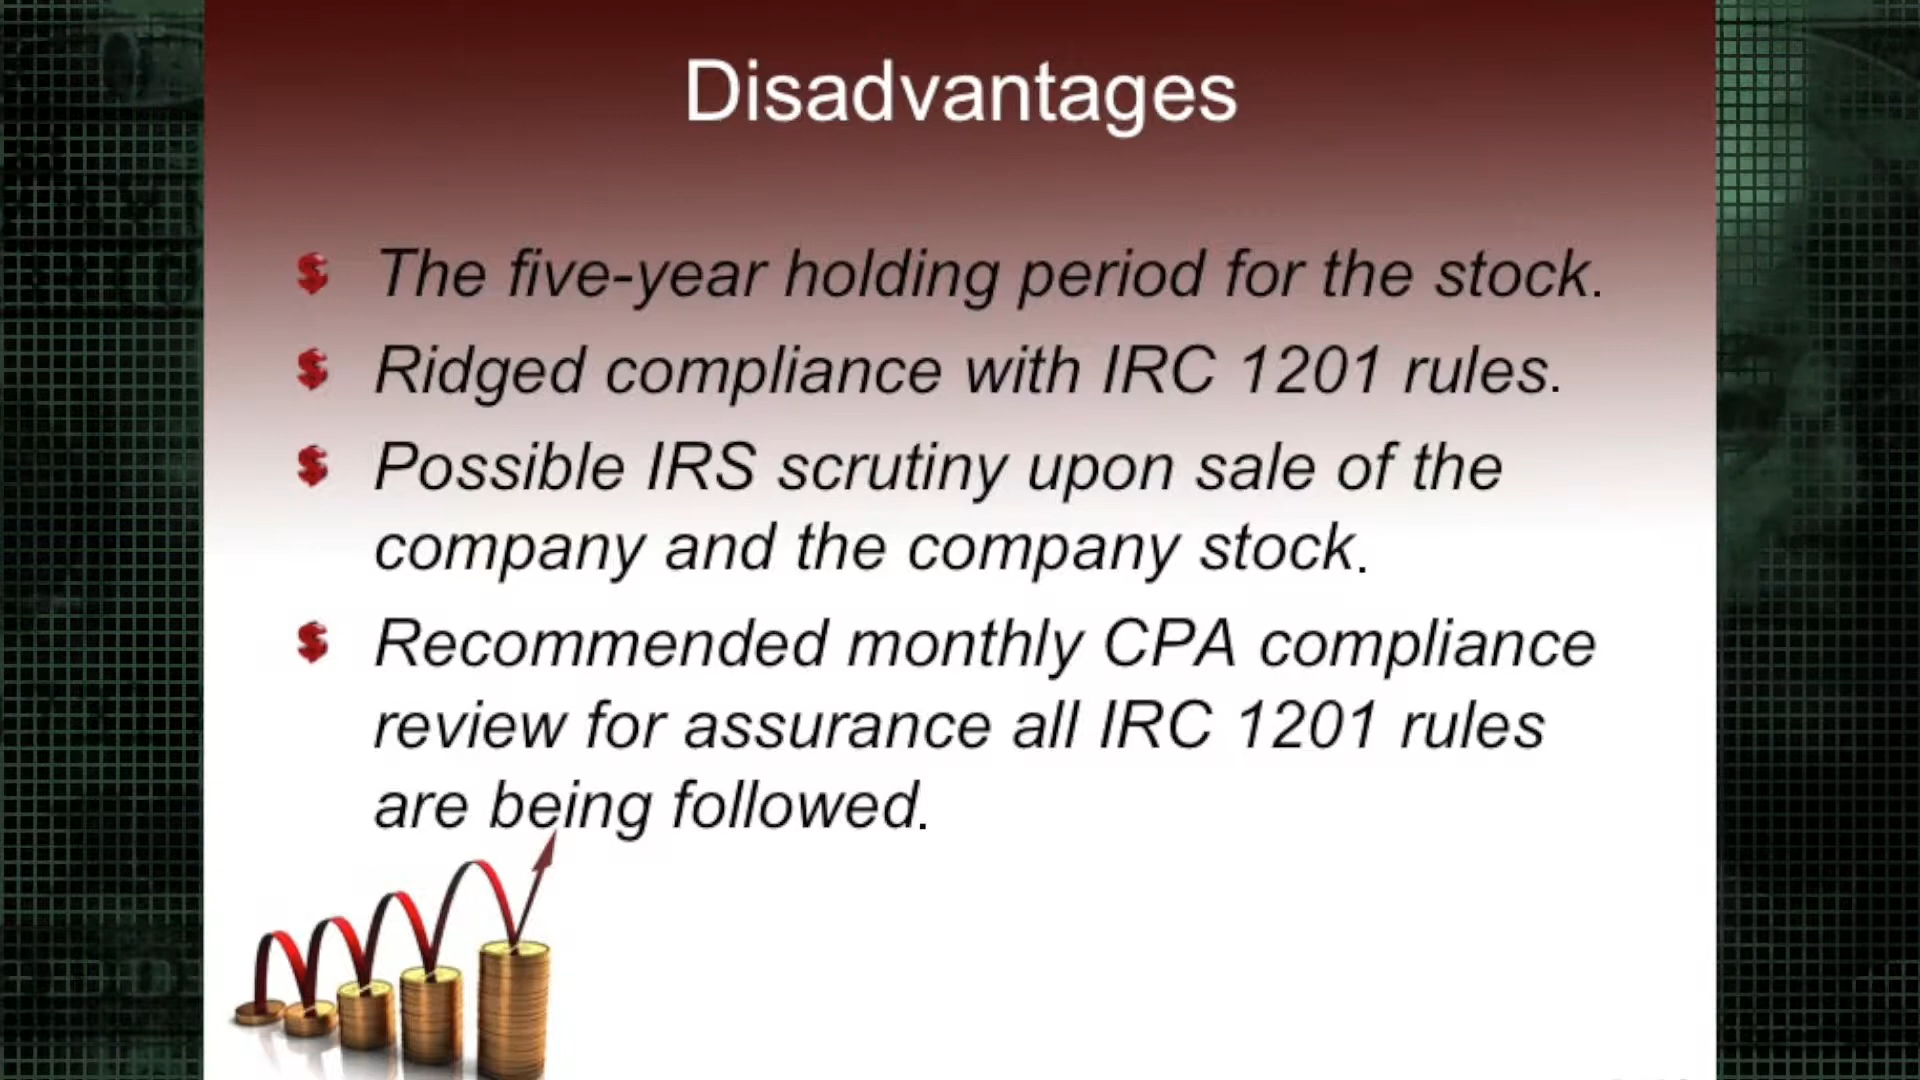 Disadvantages
The five-year holding period for the stock.
Ridged compliance with IRC 1201 rules.
Possible IRS scrutiny upon sale of the
company and the company stock.
Recommended monthly CPA compliance
review for assurance all IRC 1201 rules
are being followed.